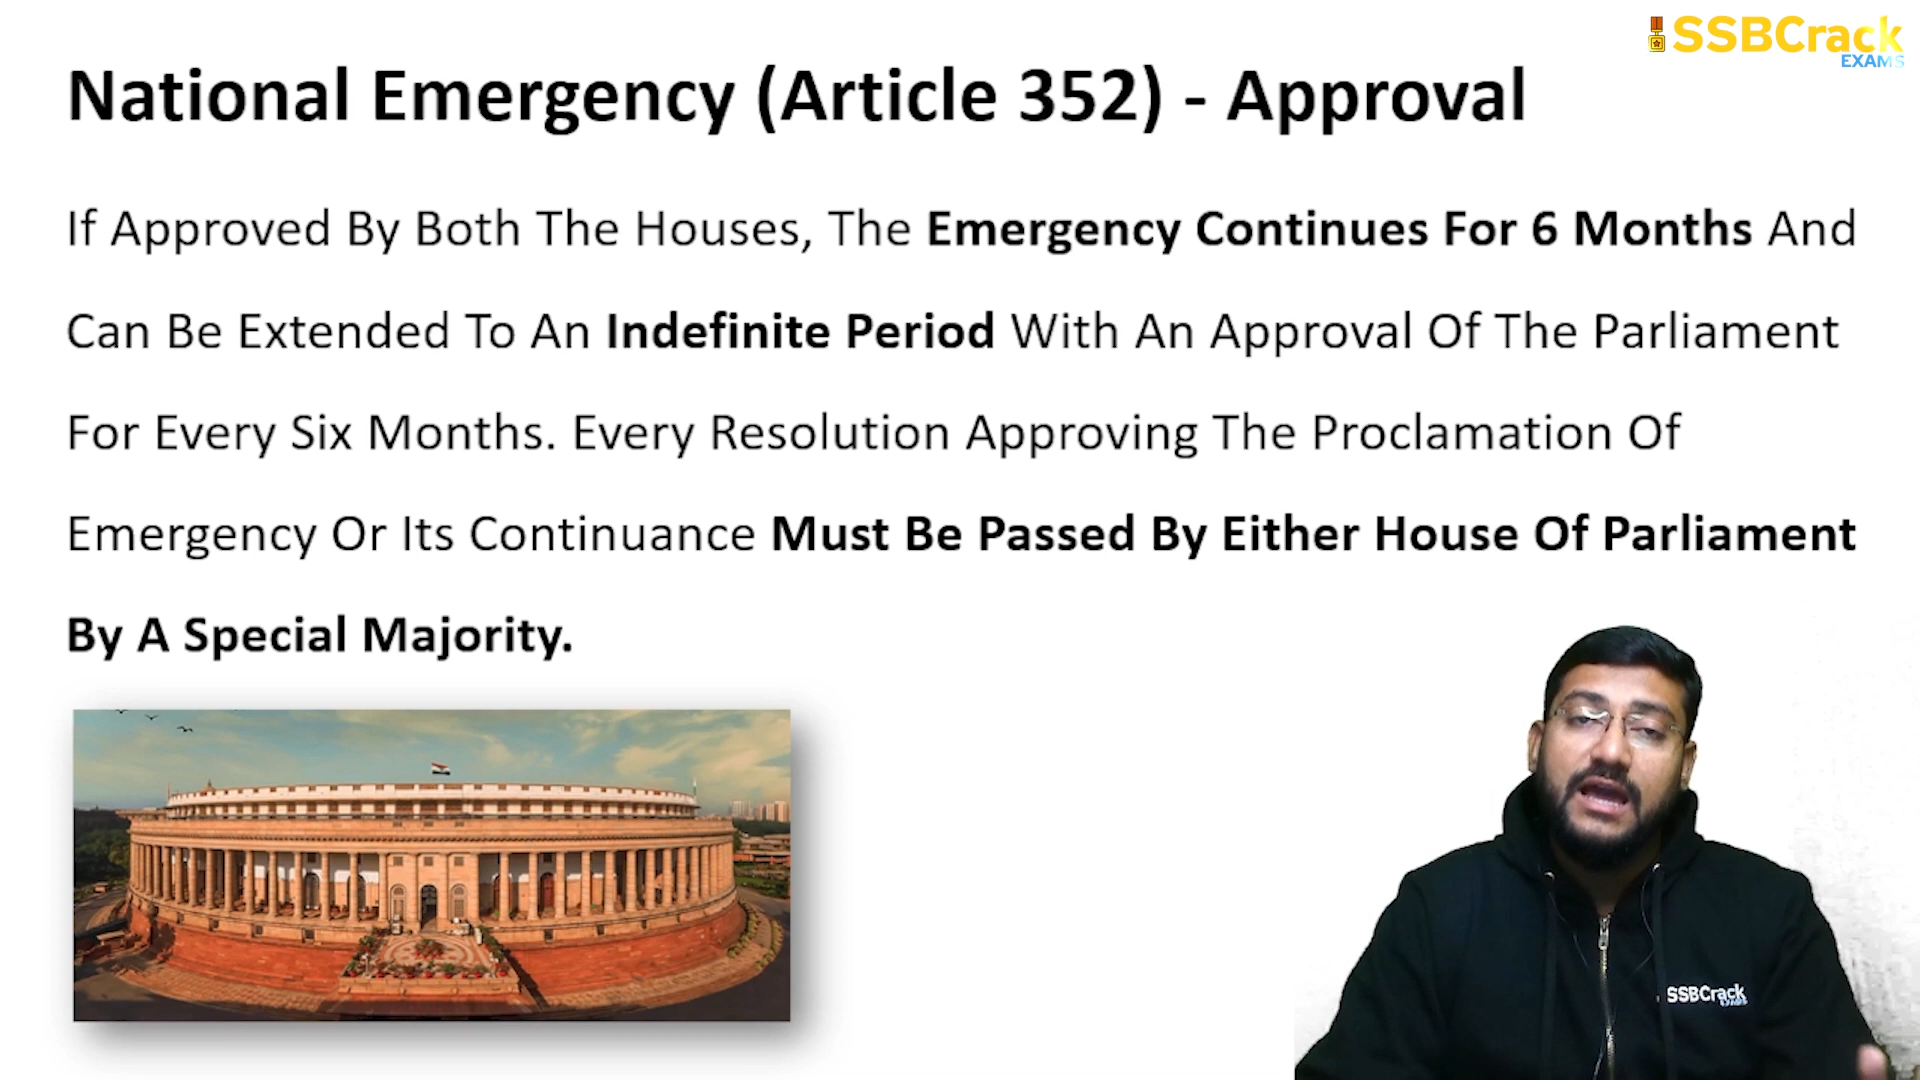 SSBCrack
EXAMS
National Emergency (Article 352) - Approval
If Approved By Both The Houses, The Emergency Continues For 6 Months And
Can Be Extended To An Indefinite Period With An Approval Of The Parliament
For Every Six Months. Every Resolution Approving The Proclamation Of
Emergency Or Its Continuance Must Be Passed By Either House Of Parliament
By A Special Majority.
SSBCrack
EXAMS